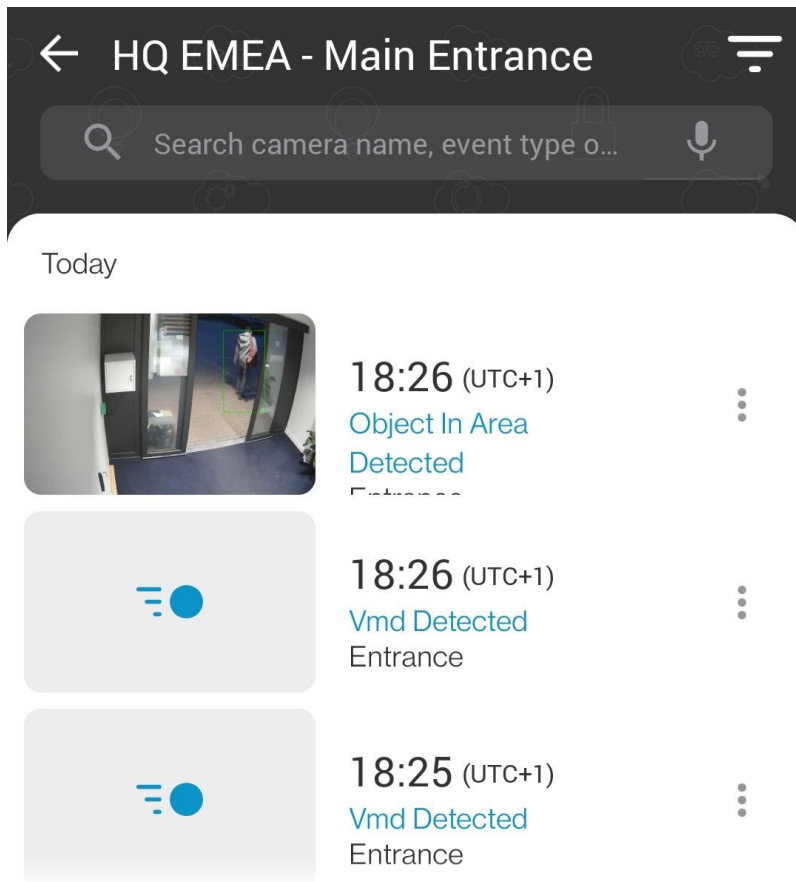 HQ EMEA - Main Entrance
Search camera name, event type o...
Today
18:26 (UTC+1)
Object In Area
Detected
Entrance
18:26 (UTC+1)
Vmd Detected
Entrance
18:25 (UTC+1)
Vmd Detected
Entrance